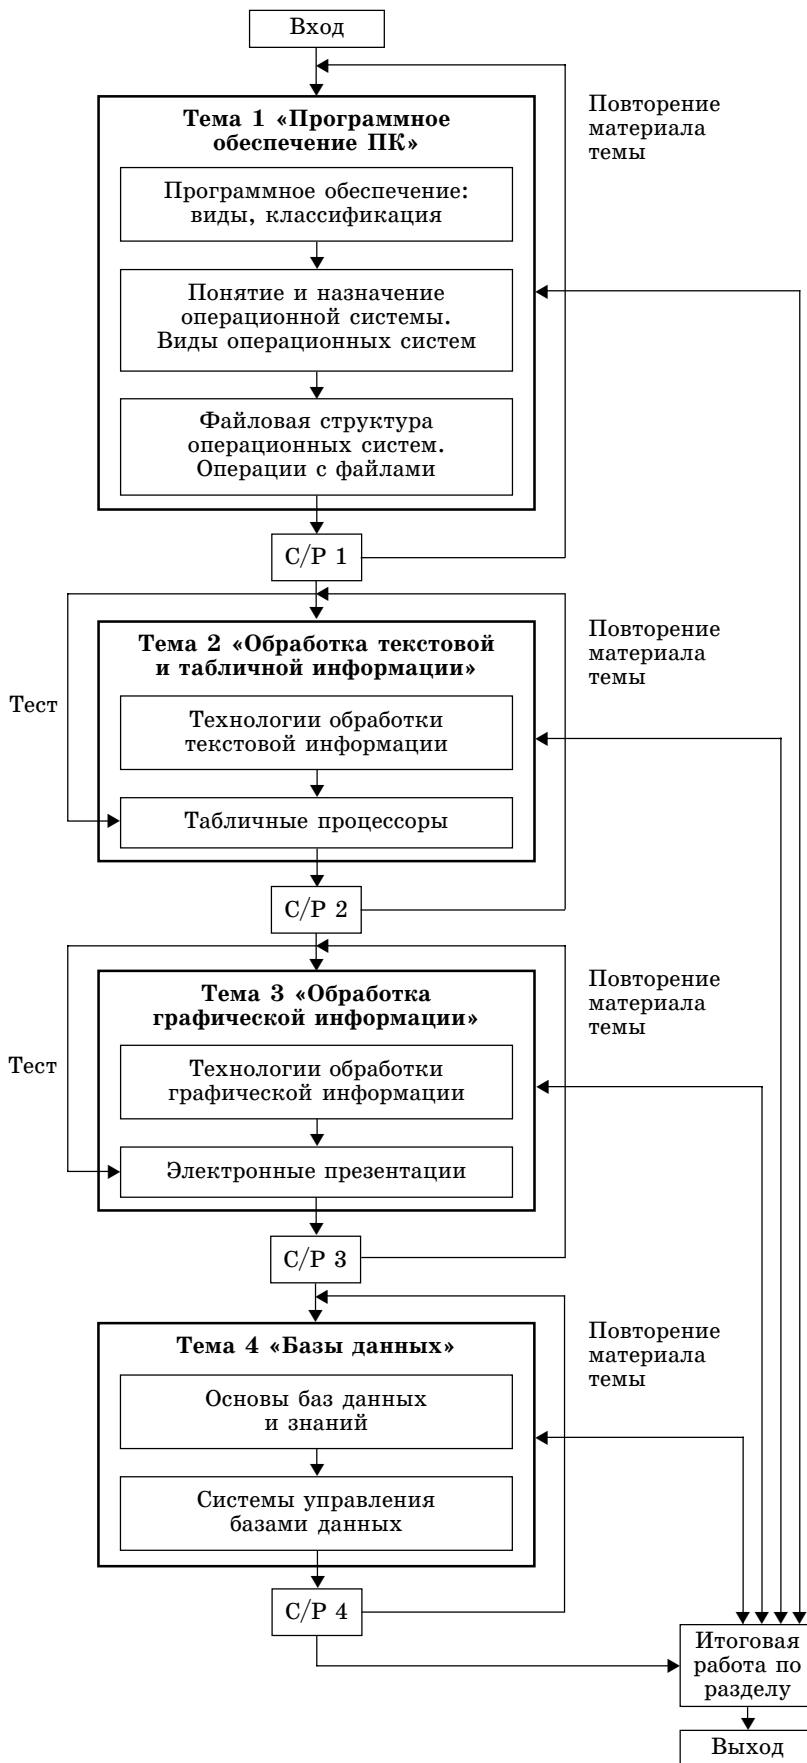 Вход
Повторение
материала
темы
Тема 1 «Программное
обеспечение ПК»
Программное обеспечение:
виды, классификация
Понятие и назначение
операционной системы.
Виды операционных систем
Файловая структура
операционных систем.
Операции с файлами
С/Р 1
Повторение
материала
темы
Тема 2 «Обработка текстовой
и табличной информации»
Тест
Технологии обработки
текстовой информации
Табличные процессоры
С/Р 2
Повторение
материала
темы
Тема 3 «Обработка
графической информации»
Тест
Технологии обработки
графической информации
Электронные презентации
С/Р 3
Повторение
материала
темы
Тема 4 «Базы данных»
Основы баз данных
и знаний
Системы управления
базами данных
С/Р 4
Итоговая
работа по
разделу
Выход